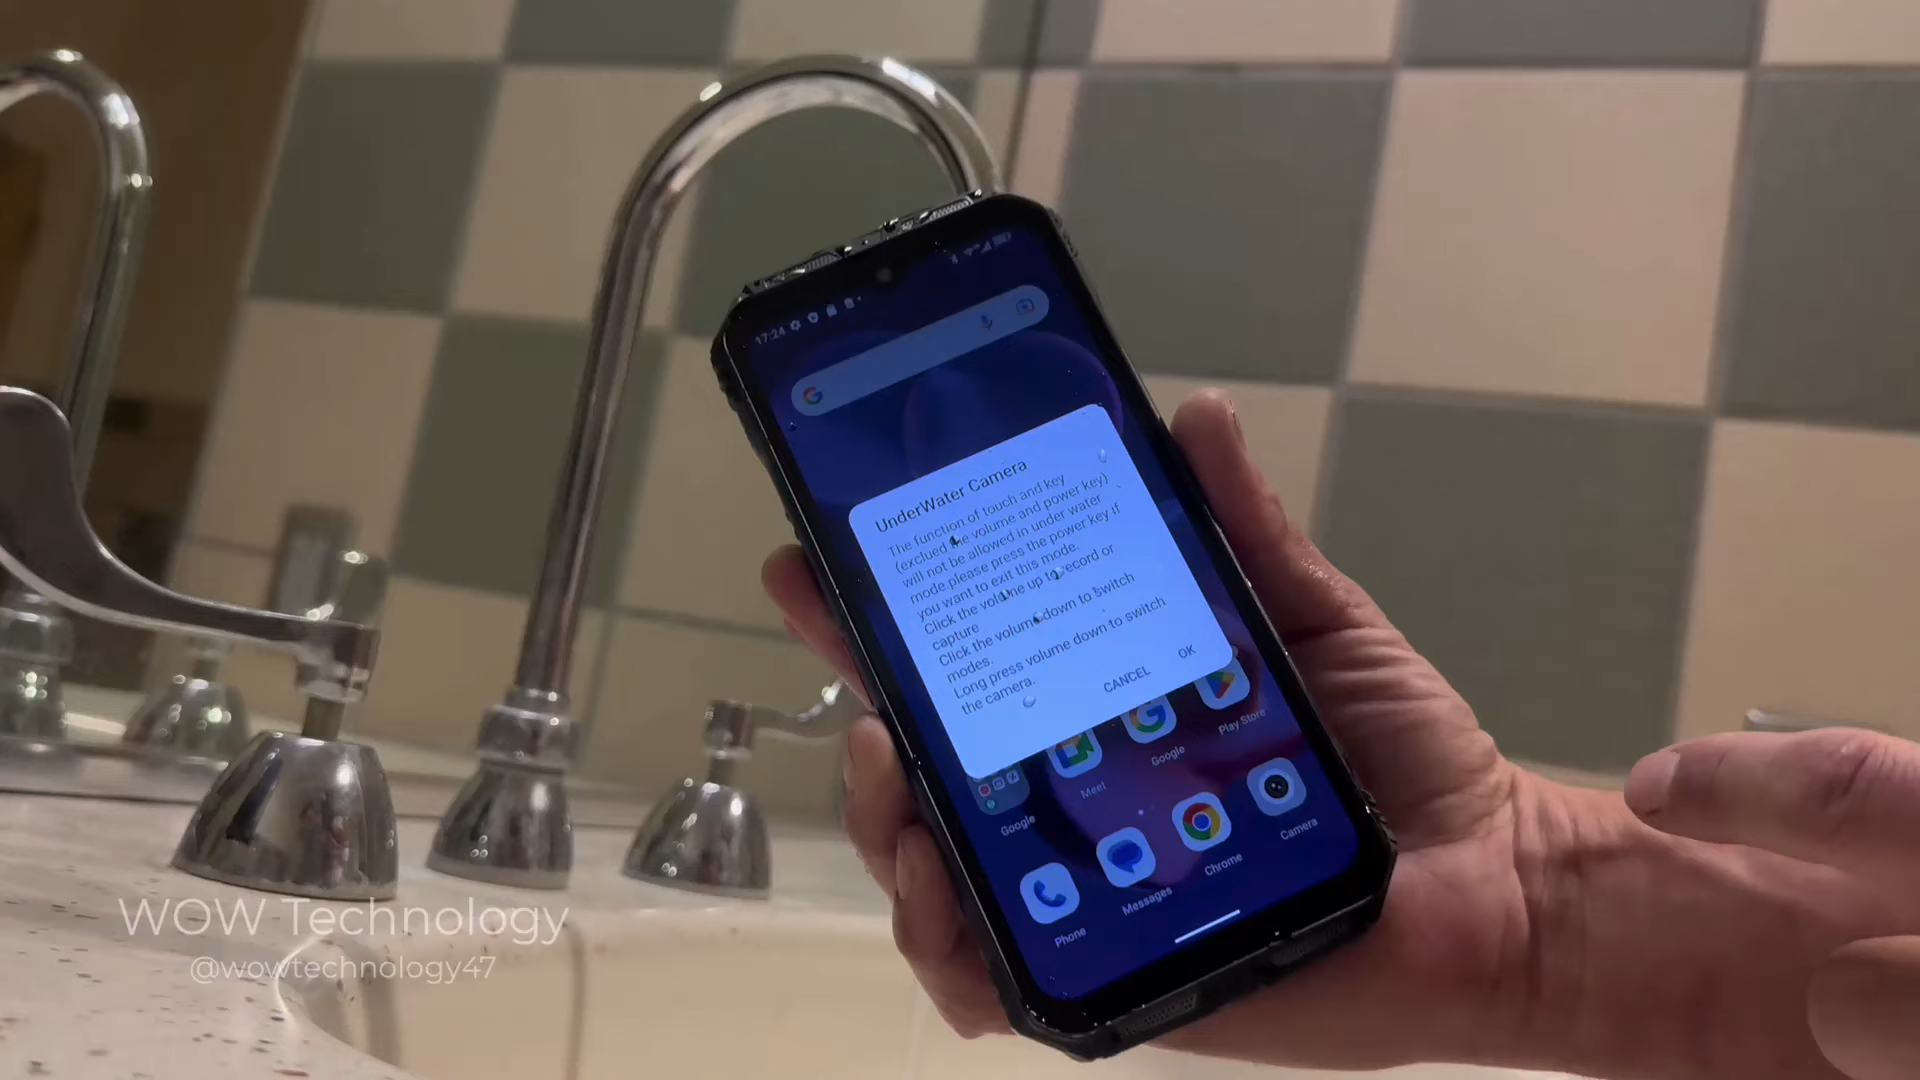 17:24
UnderWater Camera
The function of touch and key
(exclued the volume and power key)
will not be allowed in under water
mode,please press the power key if
you want to exit this mode.
Click the volume up to record or
capture
Click the volume down to switch
modes.
Long press volume down to switch
the camera.
CANCEL OK
Google
Meet
Google
Play Store
Phone
Messages
Chrome
Camera
WOW Technology
@wowtechnology47